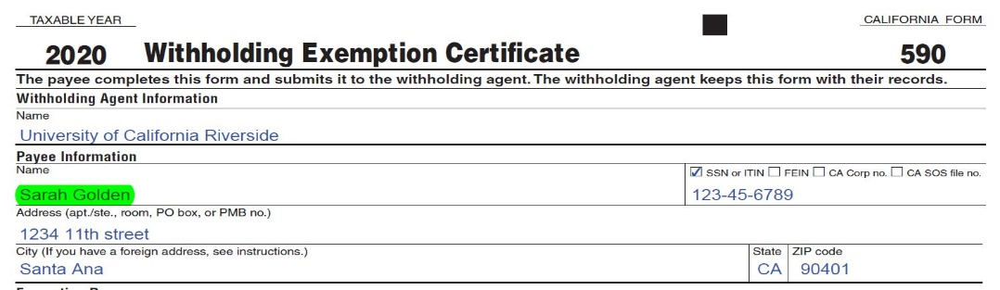 TAXABLE YEAR CALIFORNIA FORM
2020 Withholding Exemption Certificate 590
The payee completes this form and submits it to the withholding agent. The withholding agent keeps this form with their records.
Withholding Agent Information
Name
University of California Riverside
Payee Information
Name
SSN or ITIN FEIN CA Corp no. CA SOS file no.
Sarah Golden 123-45-6789
Address (apt./ste., room, PO box, or PMB no.)
1234 11th street
City (If you have a foreign address, see instructions.) State ZIP code
Santa Ana CA 90401